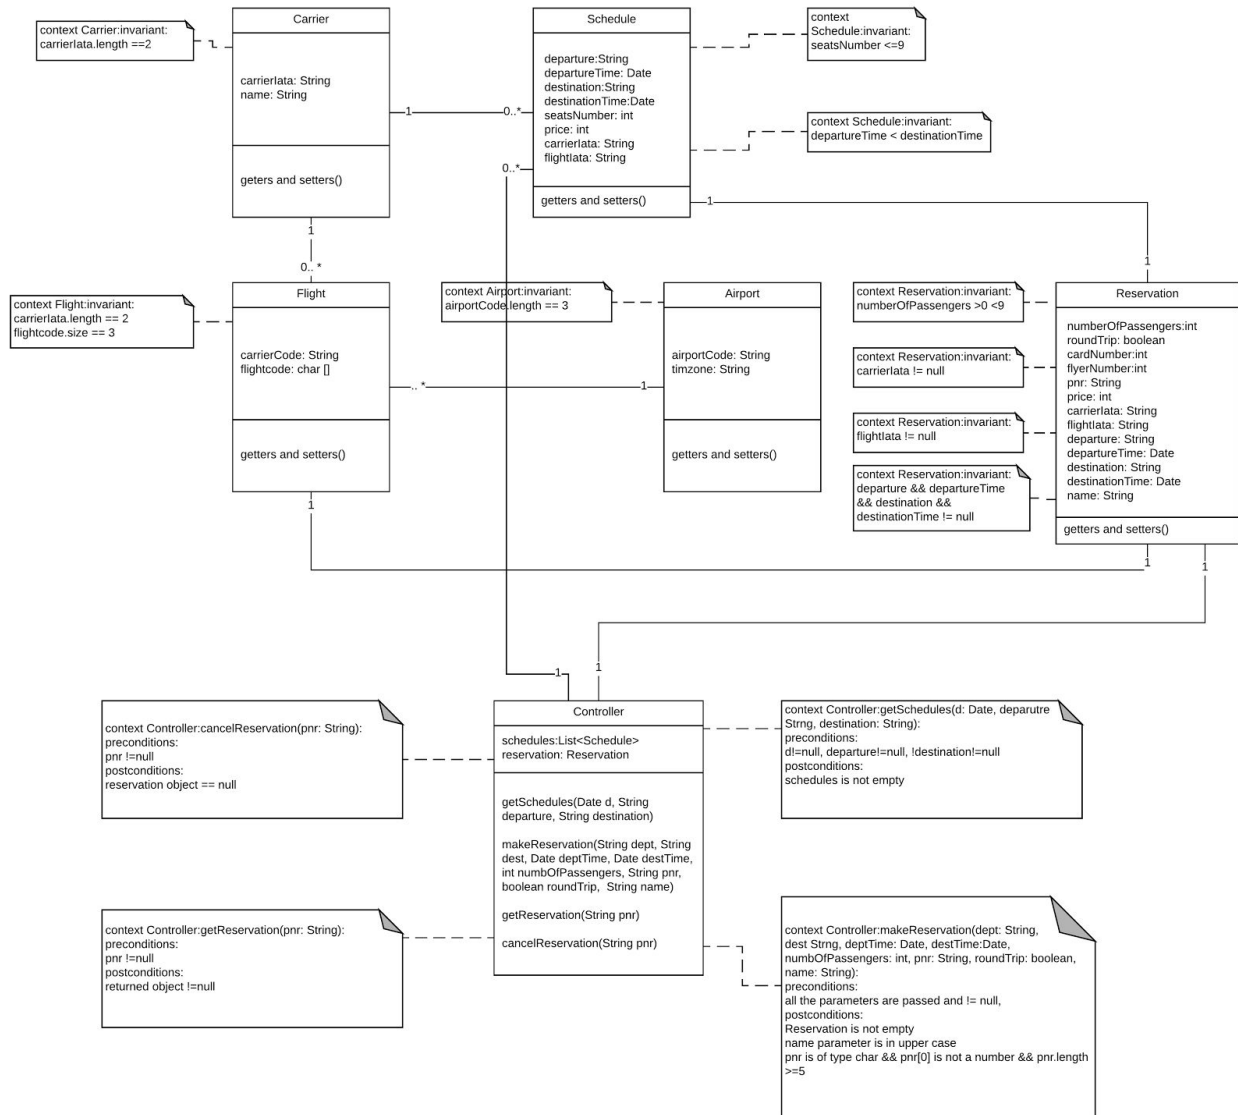 Carrier
carrierIata: String
name: String
geters and setters()
context Carrier:invariant:
carrierIata.length ==2
Schedule
departure:String
departureTime: Date
destination:String
destinationTime:Date
seatsNumber: int
price: int
carrierIata: String
flightIata: String
getters and setters()
context
Schedule:invariant:
seatsNumber <=9
context Schedule:invariant:
departureTime < destinationTime
1
0..*
0..*
1
1
1
0.. *
context Flight:invariant:
carrierIata.length == 2
flightcode.size == 3
Flight
carrierCode: String
flightcode: char []
getters and setters()
context Airport:invariant:
airportCode.length == 3
Airport
airportCode: String
timzone: String
getters and setters()
.. *
1
context Reservation:invariant:
numberOfPassengers >0 <9
context Reservation:invariant:
carrierIata != null
context Reservation:invariant:
flightIata != null
context Reservation:invariant:
departure && departureTime
&& destination &&
destinationTime != null
Reservation
numberOfPassengers:int
roundTrip: boolean
cardNumber:int
flyerNumber:int
pnr: String
price: int
carrierIata: String
flightIata: String
departure: String
departureTime: Date
destination: String
destinationTime: Date
name: String
getters and setters()
1
1
1
1
1
context Controller:cancelReservation(pnr: String):
preconditions:
pnr !=null
postconditions:
reservation object == null
Controller
schedules:List<Schedule>
reservation: Reservation
getSchedules(Date d, String
departure, String destination)
makeReservation(String dept, String
dest, Date deptTime, Date destTime,
int numbOfPassengers, String pnr,
boolean roundTrip,  String name)
getReservation(String pnr)
cancelReservation(String pnr)
context Controller:getSchedules(d: Date, deparutre
Strng, destination: String):
preconditions:
d!=null, departure!=null, !destination!=null
postconditions:
schedules is not empty
context Controller:getReservation(pnr: String):
preconditions:
pnr !=null
postconditions:
returned object !=null
context Controller:makeReservation(dept: String,
dest Strng, deptTime: Date, destTime:Date,
numbOfPassengers: int, pnr: String, roundTrip: boolean,
name: String):
preconditions:
all the parameters are passed and != null,
postconditions:
Reservation is not empty
name parameter is in upper case
pnr is of type char && pnr[0] is not a number && pnr.length
>=5